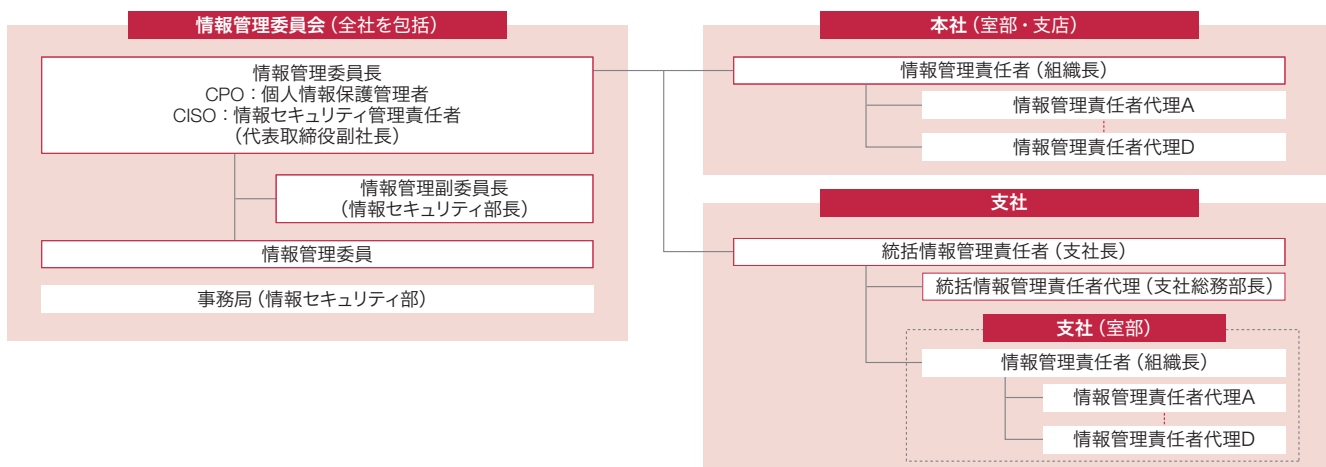 情報管理委員会（全社を包括）
情報管理委員長
CPO：個人情報保護管理者
CISO：情報セキュリティ管理責任者
（代表取締役副社長）
情報管理副委員長
（情報セキュリティ部長）
情報管理委員
事務局（情報セキュリティ部）
本社（室部・支店）
情報管理責任者（組織長）
情報管理責任者代理A
情報管理責任者代理D
支社
統括情報管理責任者（支社長）
統括情報管理責任者代理（支社総務部長）
支社（室部）
情報管理責任者（組織長）
情報管理責任者代理A
情報管理責任者代理D